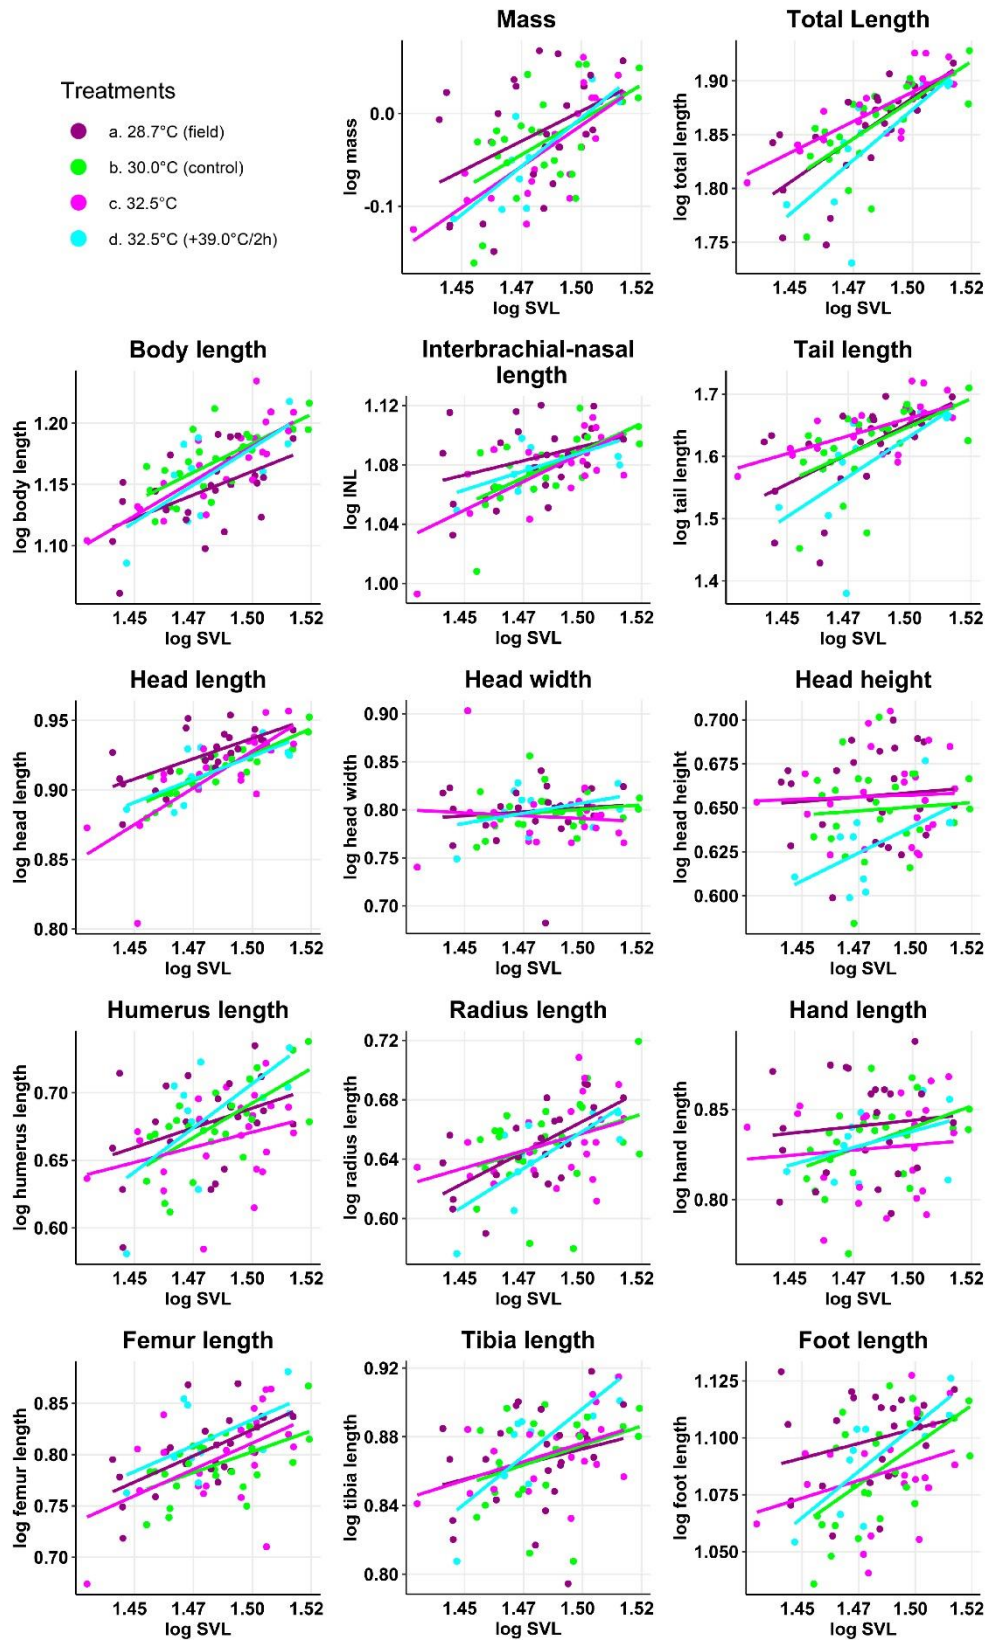 Treatments
a. 28.7°C (field)
b. 30.0°C (control)
c. 32.5°C
d. 32.5°C (+39.0°C/2h)
Mass
log mass
0.0
-0.1
1.45 1.47 1.50 1.52
log SVL
Total Length
log total length
1.90
1.85
1.80
1.75
1.45 1.47 1.50 1.52
log SVL
Body length
log body length
1.20
1.15
1.10
1.45 1.47 1.50 1.52
log SVL
Interbrachial-nasal
length
log INL
1.12
1.08
1.04
1.00
1.45 1.47 1.50 1.52
log SVL
Tail length
log tail length
1.7
1.6
1.5
1.4
1.45 1.47 1.50 1.52
log SVL
Head length
log head length
0.95
0.90
0.85
0.80
1.45 1.47 1.50 1.52
log SVL
Head width
log head width
0.90
0.85
0.80
0.75
0.70
1.45 1.47 1.50 1.52
log SVL
Head height
log head height
0.700
0.675
0.650
0.625
0.600
1.45 1.47 1.50 1.52
log SVL
Humerus length
log humerus length
0.70
0.65
0.60
1.45 1.47 1.50 1.52
log SVL
Radius length
log radius length
0.72
0.68
0.64
0.60
1.45 1.47 1.50 1.52
log SVL
Hand length
log hand length
0.85
0.80
1.45 1.47 1.50 1.52
log SVL
Femur length
log femur length
0.85
0.80
0.75
0.70
1.45 1.47 1.50 1.52
log SVL
Tibia length
log tibia length
0.92
0.88
0.84
0.80
1.45 1.47 1.50 1.52
log SVL
Foot length
log foot length
1.125
1.100
1.075
1.050
1.45 1.47 1.50 1.52
log SVL